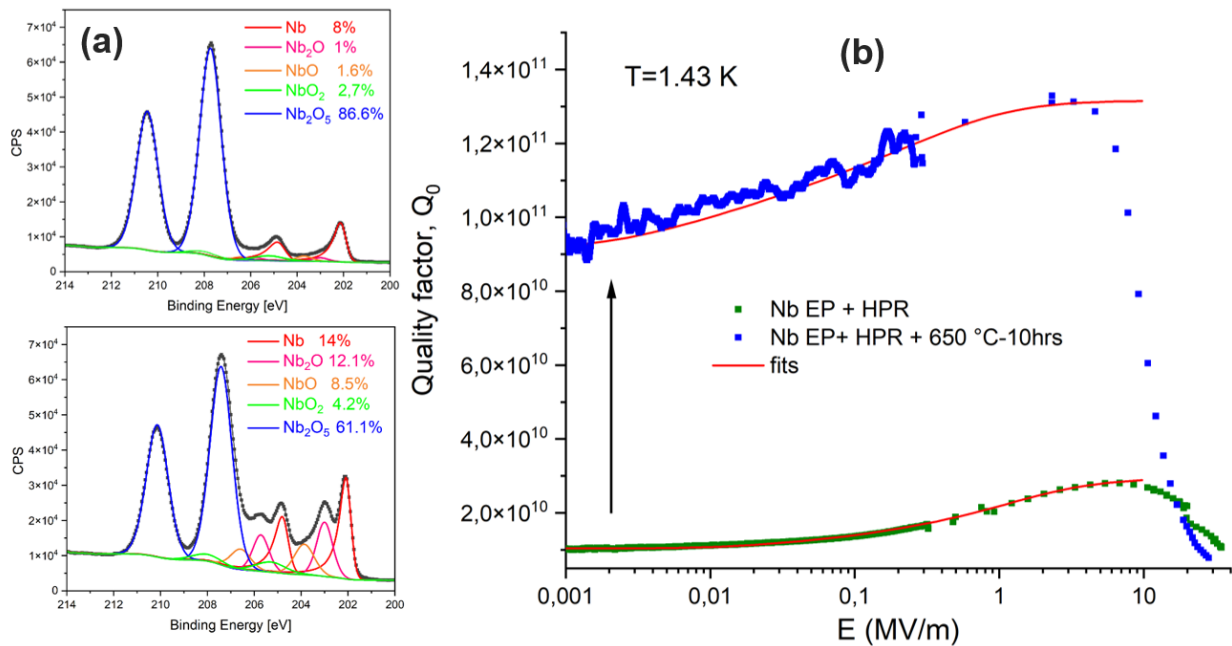 (a)
Nb 8%
Nb₂O 1%
NbO 1.6%
NbO₂ 2,7%
Nb₂O₅ 86.6%
CPS
7×10⁴
6×10⁴
5×10⁴
4×10⁴
3×10⁴
2×10⁴
1×10⁴
0
214 212 210 208 206 204 202 200
Binding Energy [eV]
Nb 14%
Nb₂O 12.1%
NbO 8.5%
NbO₂ 4.2%
Nb₂O₅ 61.1%
CPS
7×10⁴
6×10⁴
5×10⁴
4×10⁴
3×10⁴
2×10⁴
1×10⁴
0
214 212 210 208 206 204 202 200
Binding Energy [eV]
(b)
T=1.43 K
Quality factor, Q₀
1,4×10¹¹
1,2×10¹¹
1,0×10¹¹
8,0×10¹⁰
6,0×10¹⁰
4,0×10¹⁰
2,0×10¹⁰
Nb EP + HPR
Nb EP+ HPR + 650 °C-10hrs
fits
0,001 0,01 0,1 1 10
E (MV/m)